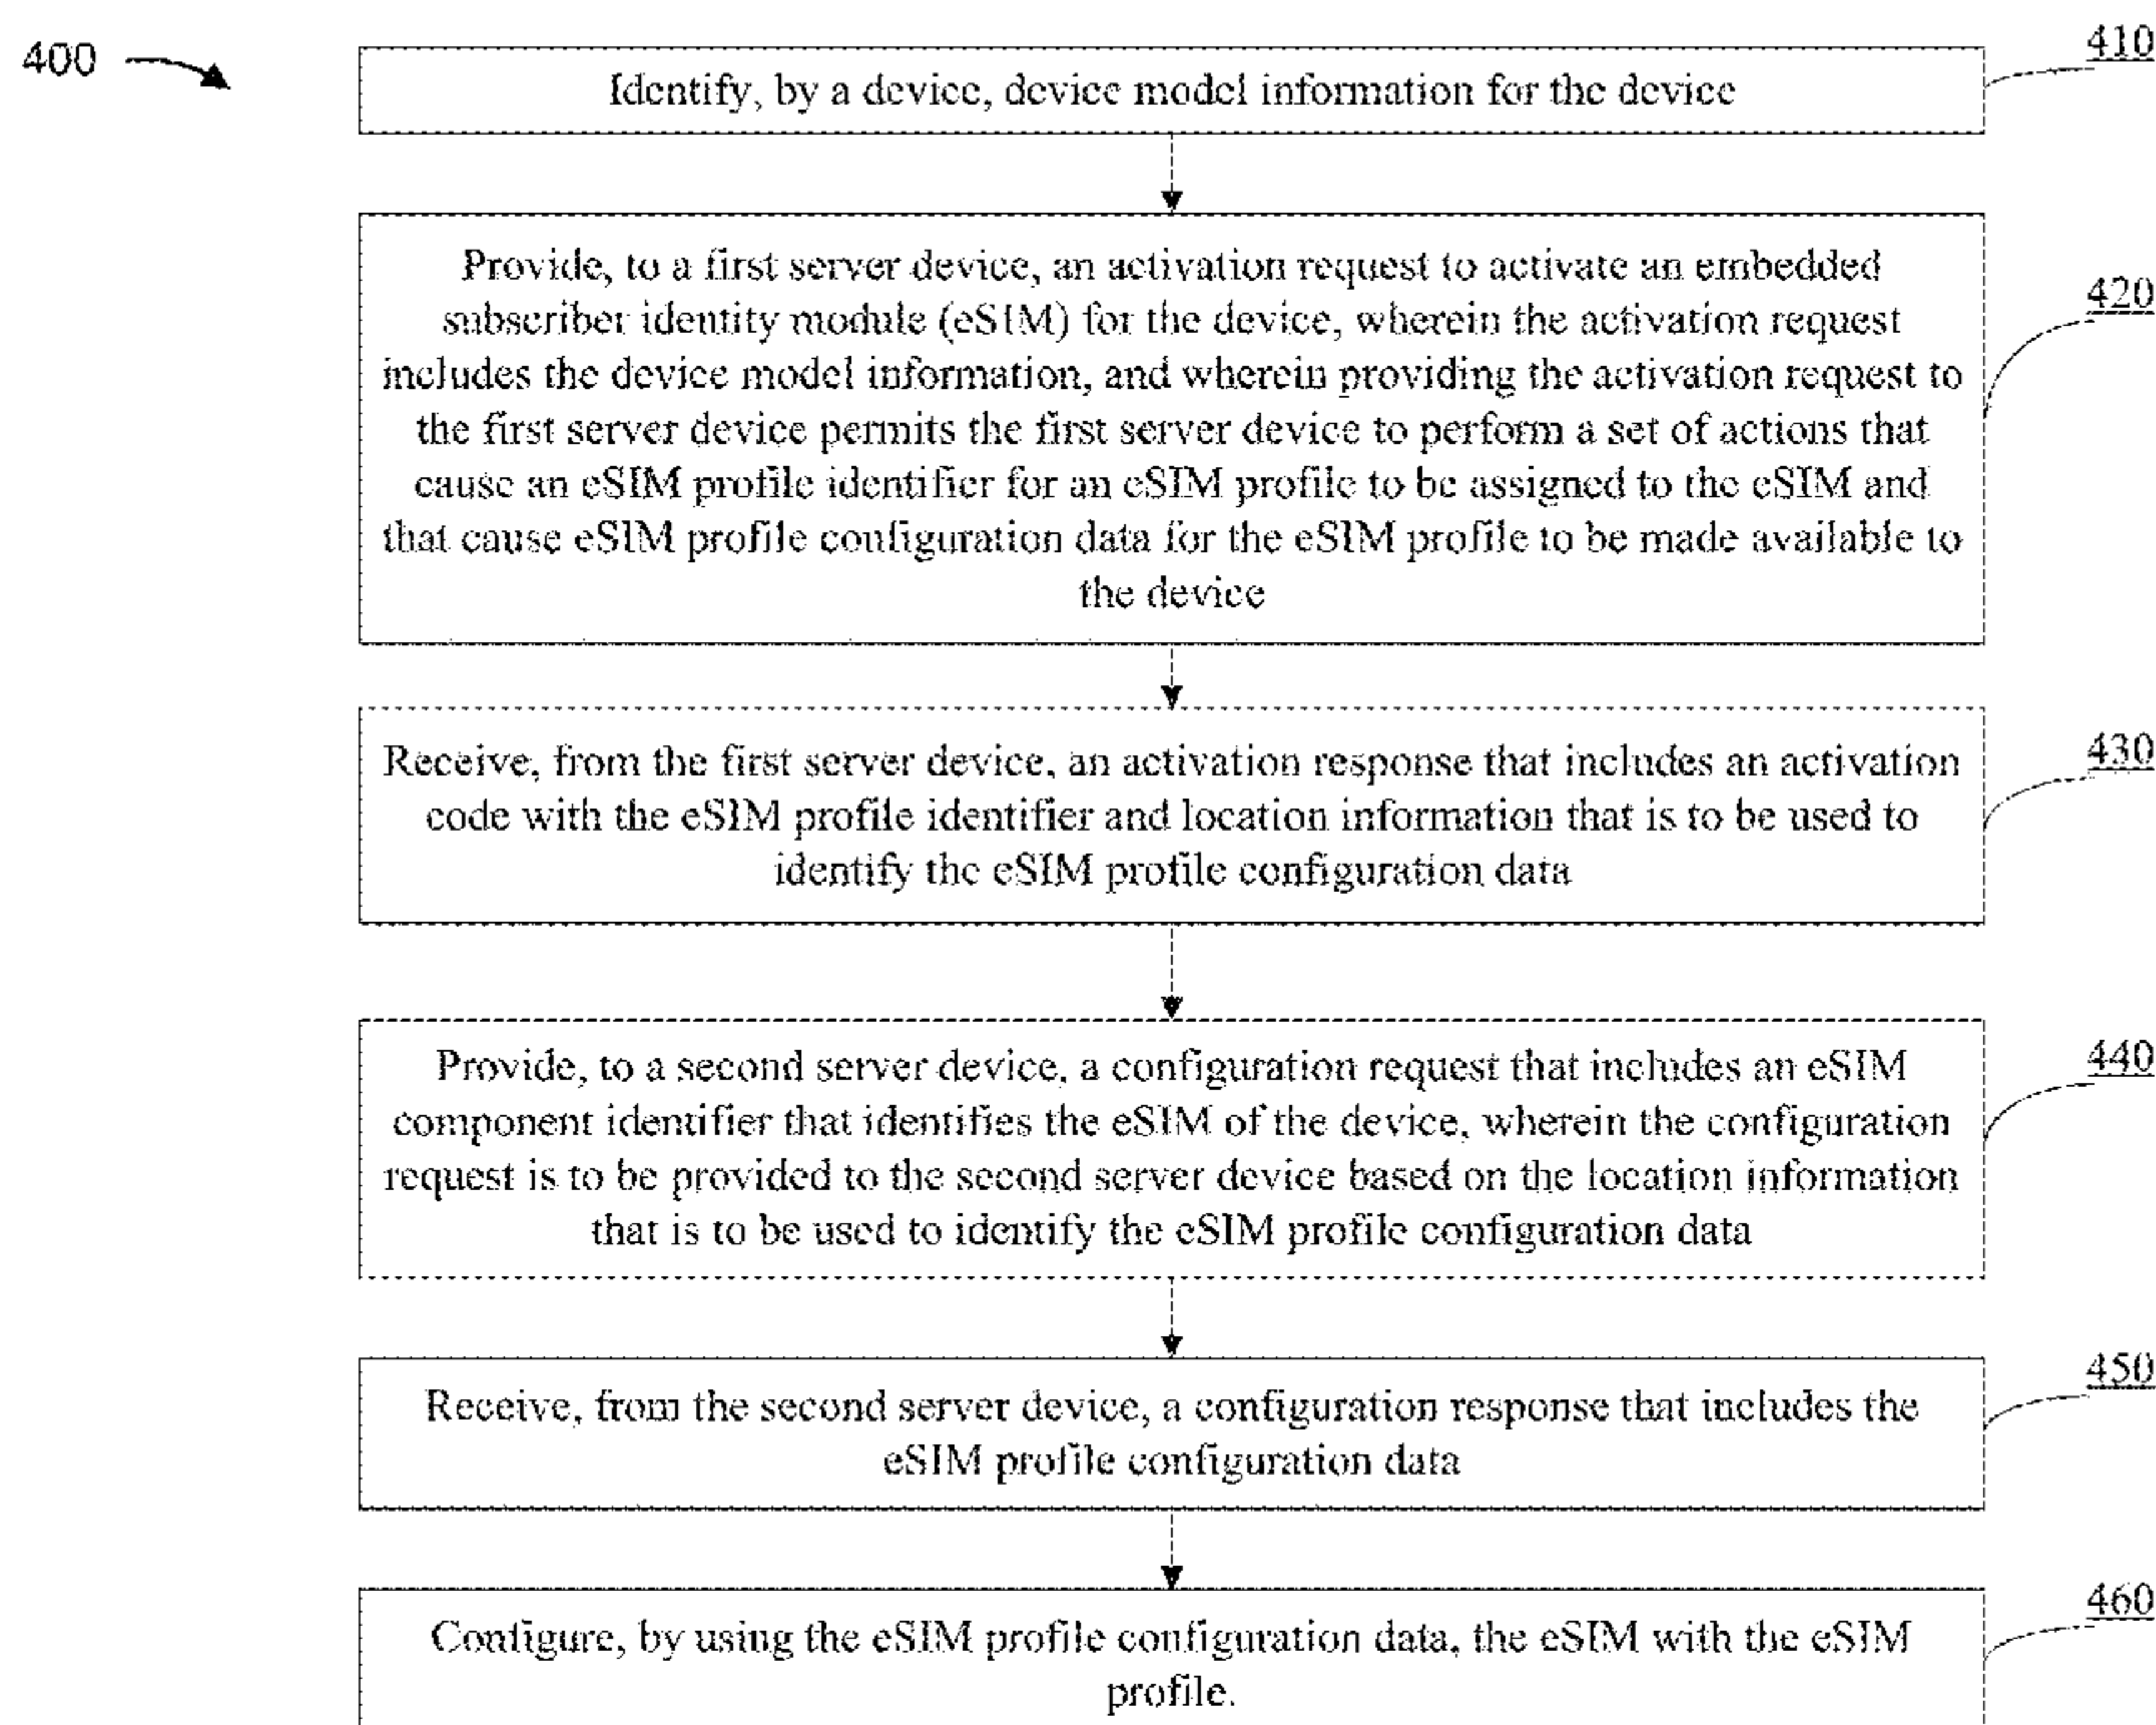 400
410
Identify, by a device, device model information for the device
420
Provide, to a first server device, an activation request to activate an embedded
subscriber identity module (eSIM) for the device, wherein the activation request
includes the device model information, and wherein providing the activation request to
the first server device permits the first server device to perform a set of actions that
cause an eSIM profile identifier for an eSIM profile to be assigned to the eSIM and
that cause eSIM profile configuration data for the eSIM profile to be made available to
the device
430
Receive, from the first server device, an activation response that includes an activation
code with the eSIM profile identifier and location information that is to be used to
identify the eSIM profile configuration data
440
Provide, to a second server device, a configuration request that includes an eSIM
component identifier that identifies the eSIM of the device, wherein the configuration
request is to be provided to the second server device based on the location information
that is to be used to identify the eSIM profile configuration data
450
Receive, from the second server device, a configuration response that includes the
eSIM profile configuration data
460
Configure, by using the eSIM profile configuration data, the eSIM with the eSIM
profile.